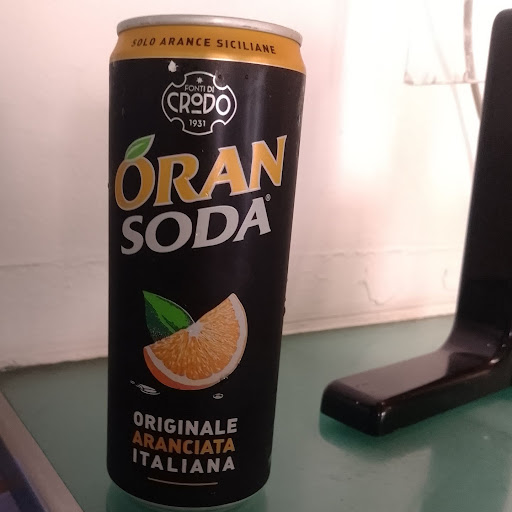 SOLO ARANCE SICILIANE
FONTI DI
CRODO
1931
ORAN
SODA®
ORIGINALE
ARANCIATA
ITALIANA